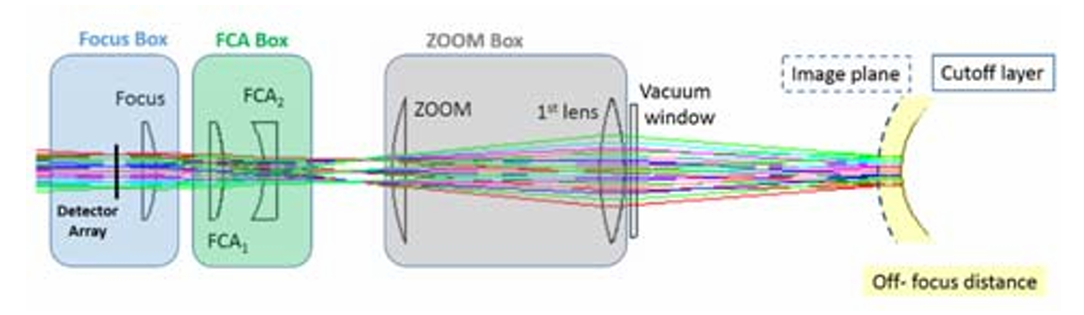 Focus Box
FCA Box
ZOOM Box
Image plane
Cutoff layer
Focus
FCA₂
ZOOM
1st lens
Vacuum
window
Detector
Array
FCA₁
Off- focus distance